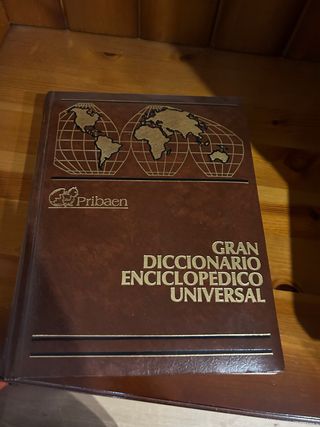 Pribaen
GRAN
DICCIONARIO
ENCICLOPEDICO
UNIVERSAL